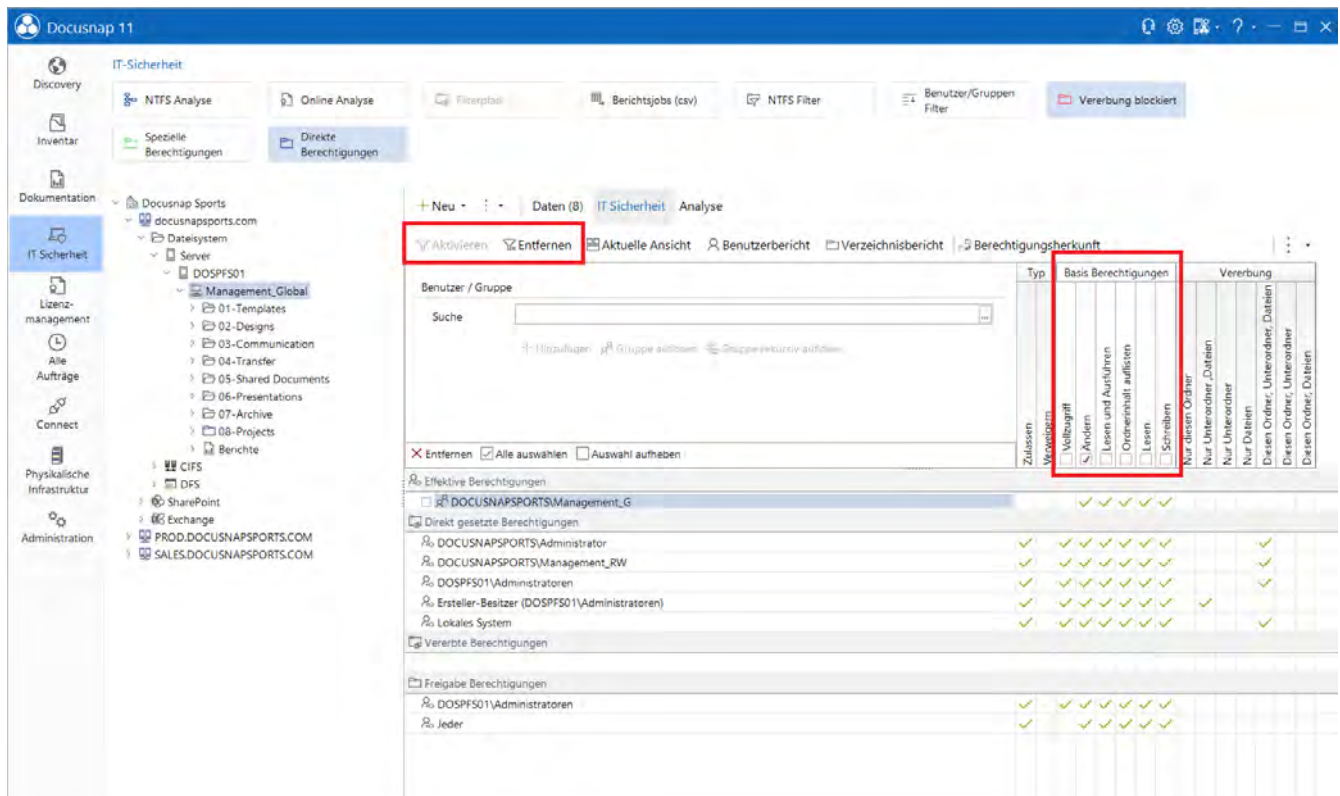 Docusnap 11
Discovery
Inventar
Dokumentation
IT Sicherheit
Lizenz-
management
Alle
Aufträge
Connect
Physikalische
Infrastruktur
Administration
IT-Sicherheit
NTFS Analyse
Online Analyse
Filterpfad
Berichtsjobs (csv)
NTFS Filter
Benutzer/Gruppen
Filter
Vererbung blockiert
Spezielle
Berechtigungen
Direkte
Berechtigungen
Docusnap Sports
docusnapsports.com
Dateisystem
Server
DOSPFS01
Management_Global
01-Templates
02-Designs
03-Communication
04-Transfer
05-Shared Documents
06-Presentations
07-Archive
08-Projects
Berichte
CIFS
DFS
SharePoint
Exchange
PROD.DOCUSNAPSPORTS.COM
SALES.DOCUSNAPSPORTS.COM
Neu
Daten (8)
IT Sicherheit
Analyse
Aktivieren
Entfernen
Aktuelle Ansicht
Benutzerbericht
Verzeichnisbericht
Berechtigungsherkunft
Benutzer / Gruppe
Suche
...
Hinzufügen
Gruppe auflösen
Gruppe rekursiv auflösen
Entfernen
Alle auswählen
Auswahl aufheben
Typ
Basis Berechtigungen
Vererbung
Zulassen
Verweigern
Vollzugriff
Ändern
Lesen und Ausführen
Ordnerinhalt auflisten
Lesen
Schreiben
Nur diesen Ordner
Nur Unterordner ,Dateien
Nur Unterordner
Nur Dateien
Diesen Ordner, Unterordner, Dateien
Diesen Ordner, Unterordner
Diesen Ordner, Dateien
Effektive Berechtigungen
DOCUSNAPSPORTS\Management_G
Direkt gesetzte Berechtigungen
DOCUSNAPSPORTS\Administrator
DOCUSNAPSPORTS\Management_RW
DOSPFS01\Administratoren
Ersteller-Besitzer (DOSPFS01\Administratoren)
Lokales System
Vererbte Berechtigungen
Freigabe Berechtigungen
DOSPFS01\Administratoren
Jeder